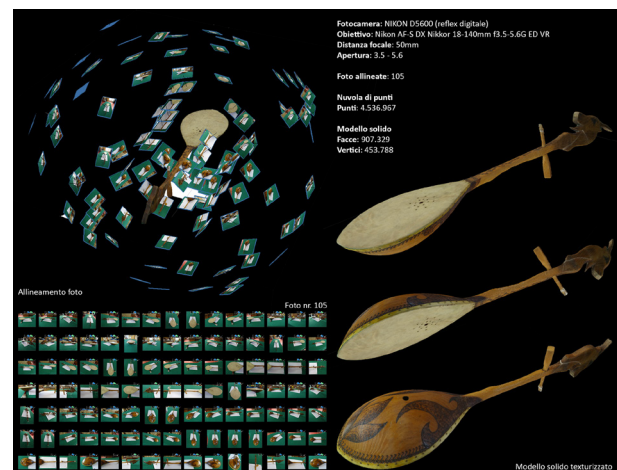 Fotocamera: NIKON D5600 (reflex digitale)
Obiettivo: Nikon AF-S DX Nikkor 18-140mm f3.5-5.6G ED VR
Distanza focale: 50mm
Apertura: 3.5 - 5.6
Foto allineate: 105
Nuvola di punti
Punti: 4.536.967
Modello solido
Facce: 907.329
Vertici: 453.788
Allineamento foto
Foto nr. 105
Modello solido texturizzato